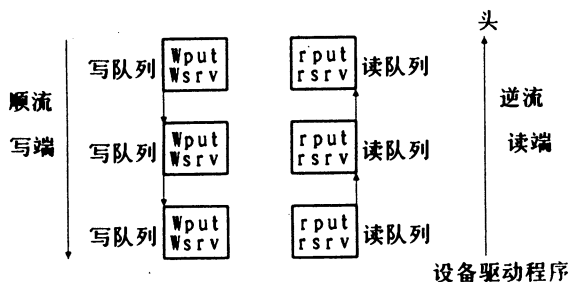 头
写队列 Wput Wsrv rput rsrv 读队列
顺流 逆流
写端 写队列 Wput Wsrv rput rsrv 读队列 读端
写队列 Wput Wsrv rput rsrv 读队列
设备驱动程序